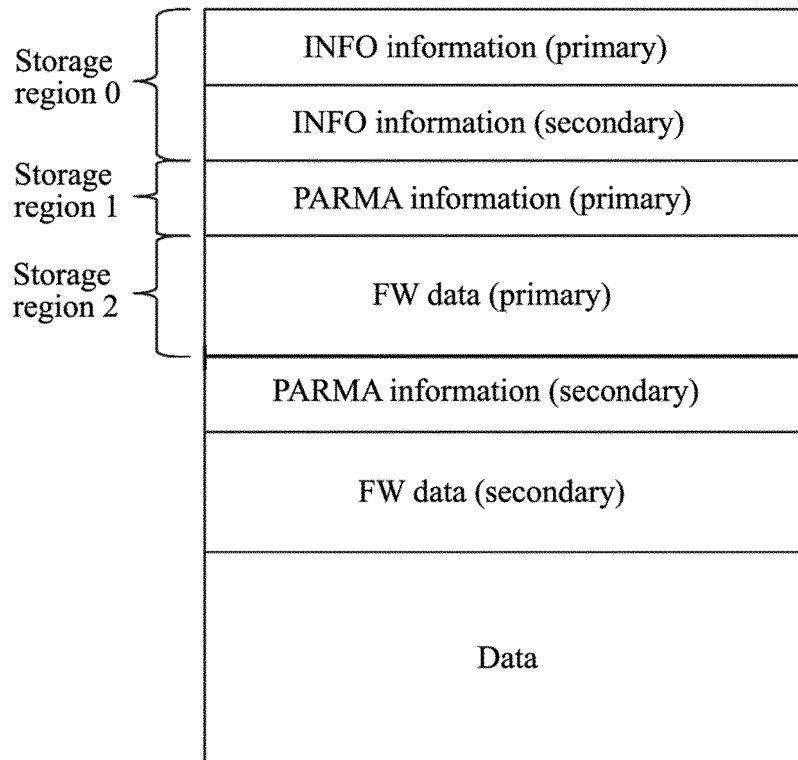 INFO information (primary)
Storage
region 0
INFO information (secondary)
Storage
region 1
PARMA information (primary)
Storage
region 2
FW data (primary)
PARMA information (secondary)
FW data (secondary)
Data